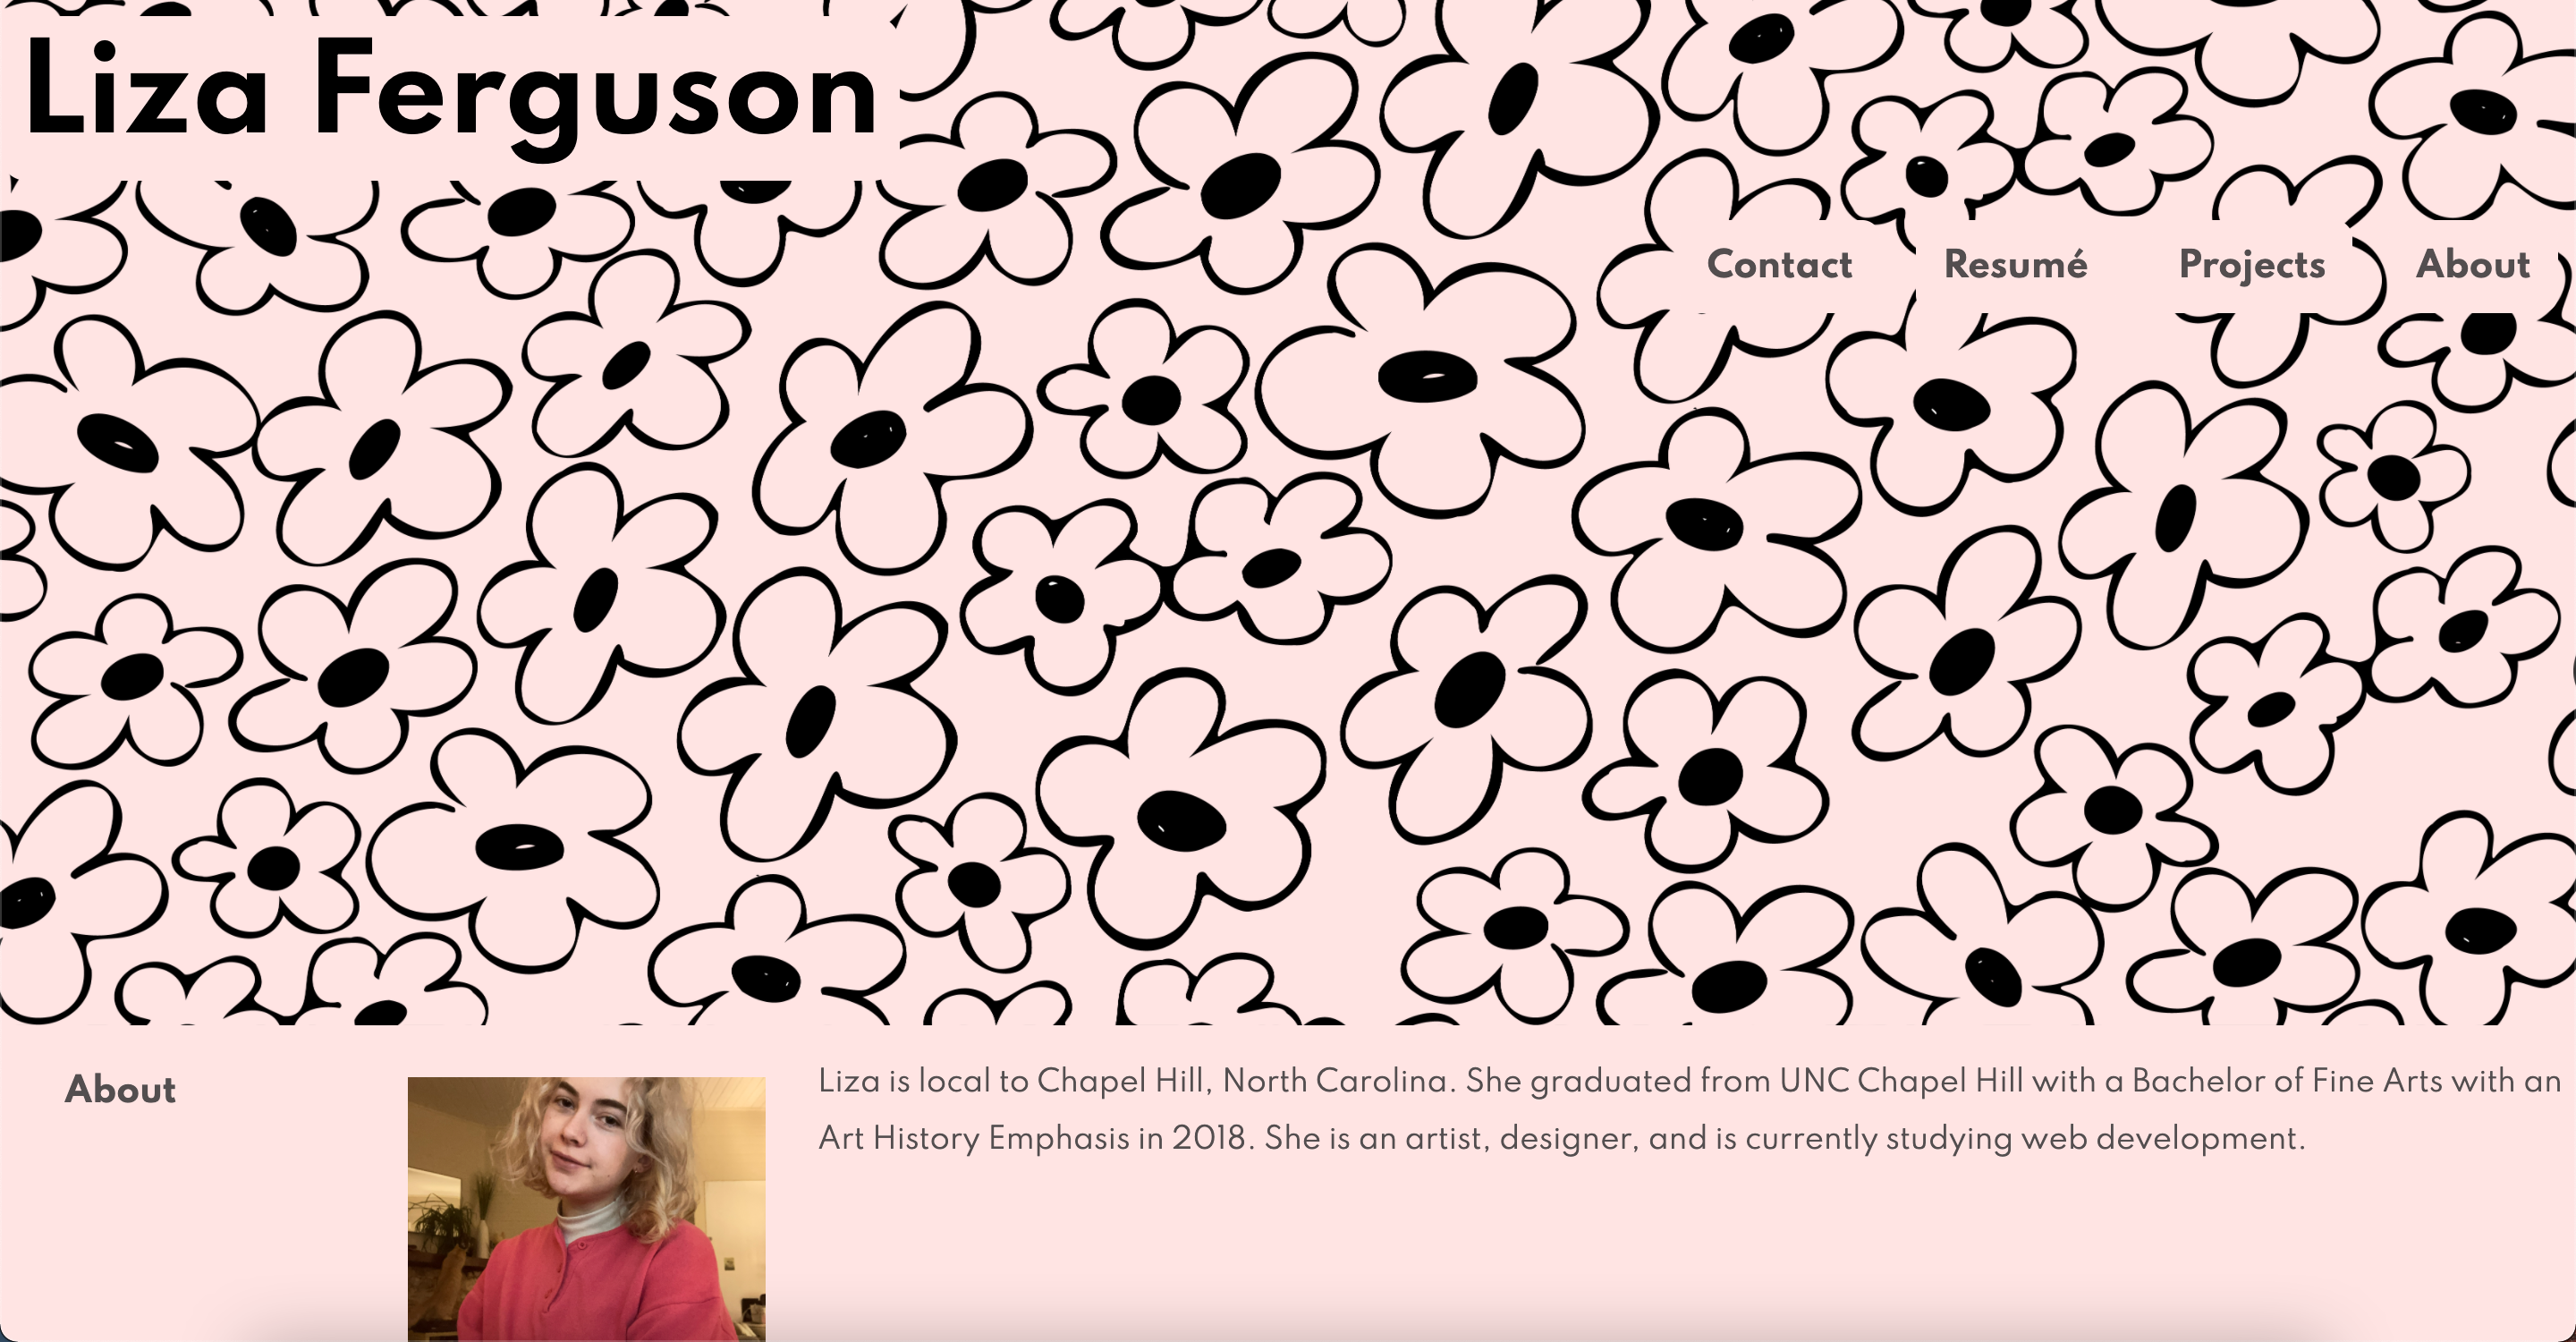 Liza Ferguson
Contact Resumé Projects About
About
Liza is local to Chapel Hill, North Carolina. She graduated from UNC Chapel Hill with a Bachelor of Fine Arts with an
Art History Emphasis in 2018. She is an artist, designer, and is currently studying web development.